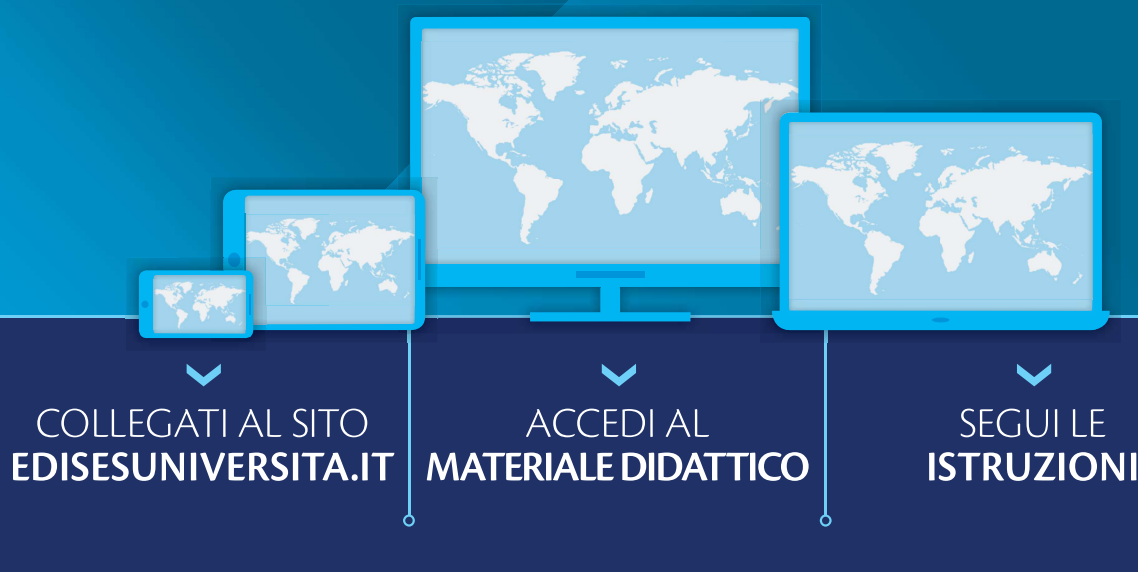 COLLEGATI AL SITO
EDISESUNIVERSITA.IT
ACCEDI AL
MATERIALE DIDATTICO
SEGUI LE
ISTRUZIONI